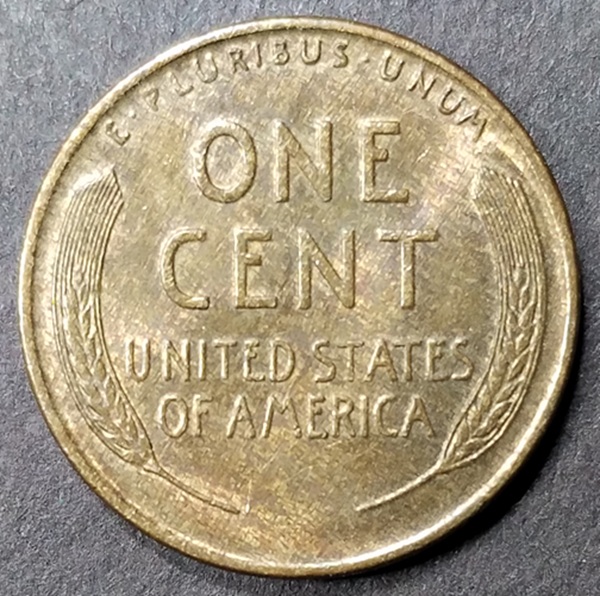 E·PLURIBUS·UNUM
ONE
CENT
UNITED STATES
OF AMERICA